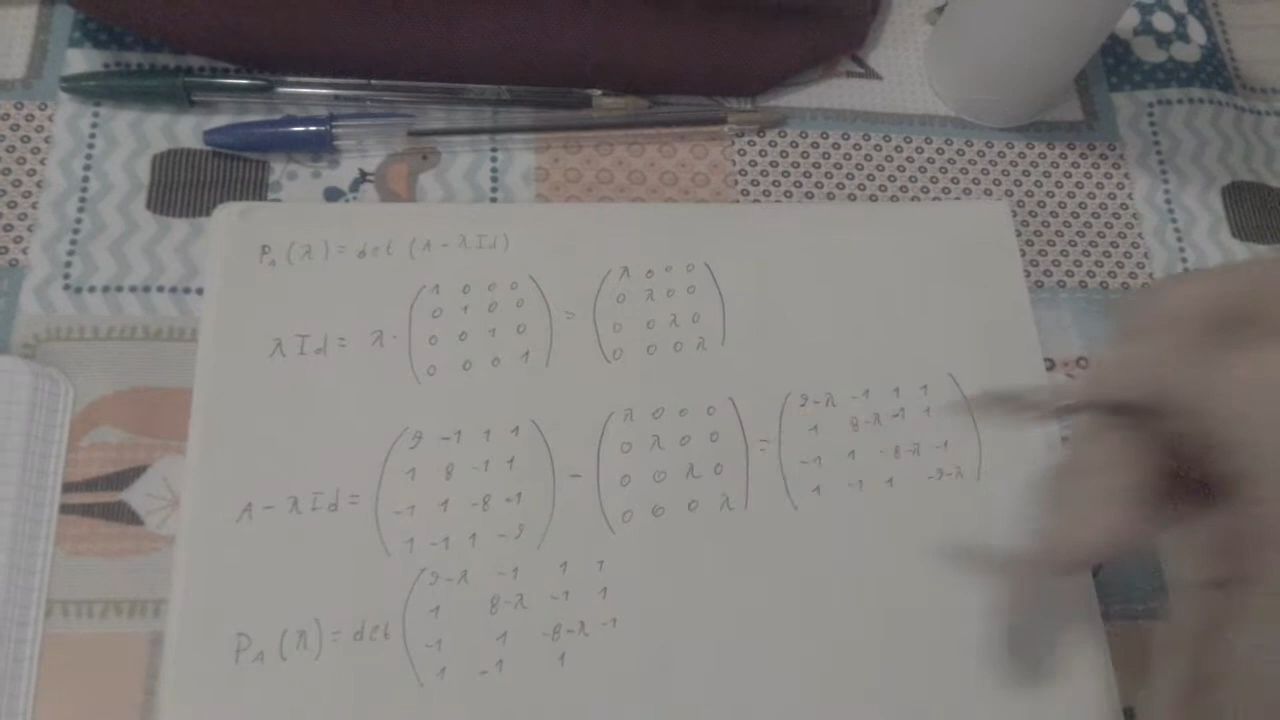 P_A (λ) = det (A - λ Id)
λ Id = λ · ( 1 0 0 0 ; 0 1 0 0 ; 0 0 1 0 ; 0 0 0 1 ) = ( λ 0 0 0 ; 0 λ 0 0 ; 0 0 λ 0 ; 0 0 0 λ )
A - λ Id = ( 9 -1 1 1 ; 1 8 -1 1 ; -1 1 -8 -1 ; 1 -1 1 -9 ) - ( λ 0 0 0 ; 0 λ 0 0 ; 0 0 λ 0 ; 0 0 0 λ ) = ( 9-λ -1 1 1 ; 1 8-λ -1 1 ; -1 1 -8-λ -1 ; 1 -1 1 -9-λ )
P_A (λ) = det ( 9-λ -1 1 1 ; 1 8-λ -1 1 ; -1 1 -8-λ -1 ; 1 -1 1